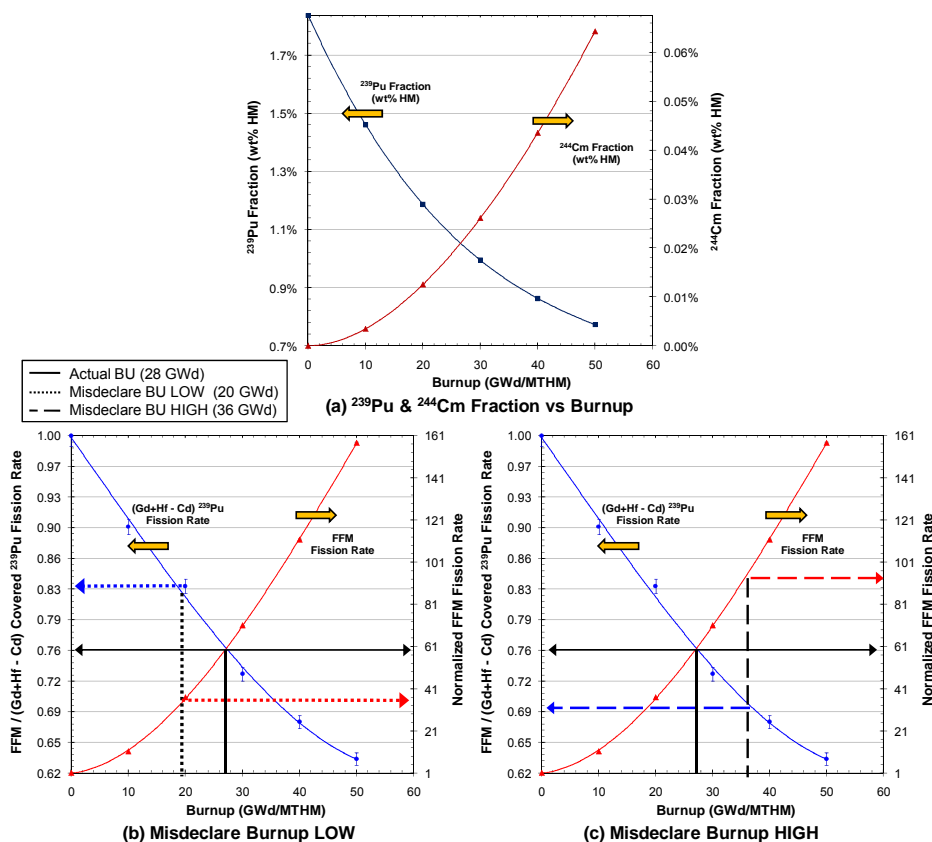 1.7%
1.5%
1.3%
1.1%
0.9%
0.7%
0.06%
0.05%
0.04%
0.03%
0.02%
0.01%
0.00%
²³⁹Pu Fraction (wt% HM)
²⁴⁴Cm Fraction (wt% HM)
²³⁹Pu Fraction
(wt% HM)
²⁴⁴Cm Fraction
(wt% HM)
0 10 20 30 40 50 60
Burnup (GWd/MTHM)
(a) ²³⁹Pu & ²⁴⁴Cm Fraction vs Burnup
Actual BU (28 GWd)
Misdeclare BU LOW (20 GWd)
Misdeclare BU HIGH (36 GWd)
1.00
0.97
0.93
0.90
0.86
0.83
0.79
0.76
0.72
0.69
0.65
0.62
FFM / (Gd+Hf - Cd) Covered ²³⁹Pu Fission Rate
(Gd+Hf - Cd) ²³⁹Pu
Fission Rate
FFM
Fission Rate
161
141
121
101
81
61
41
21
1
Normalized FFM Fission Rate
0 10 20 30 40 50 60
Burnup (GWd/MTHM)
(b) Misdeclare Burnup LOW
1.00
0.97
0.93
0.90
0.86
0.83
0.79
0.76
0.72
0.69
0.65
0.62
FFM / (Gd+Hf - Cd) Covered ²³⁹Pu Fission Rate
(Gd+Hf - Cd) ²³⁹Pu
Fission Rate
FFM
Fission Rate
161
141
121
101
81
61
41
21
1
Normalized FFM Fission Rate
0 10 20 30 40 50 60
Burnup (GWd/MTHM)
(c) Misdeclare Burnup HIGH